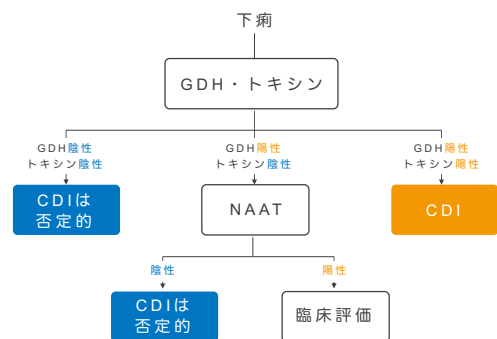 下痢
GDH・トキシン
GDH陰性
トキシン陰性
GDH陽性
トキシン陰性
GDH陽性
トキシン陽性
CDIは
否定的
NAAT
CDI
陰性
陽性
CDIは
否定的
臨床評価